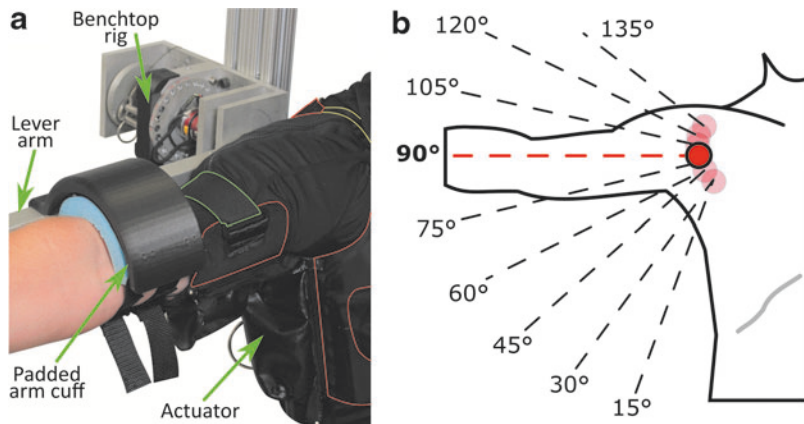 a
Benchtop
rig
Lever
arm
Padded
arm cuff
Actuator
b
120°
135°
105°
90°
75°
60°
45°
30°
15°